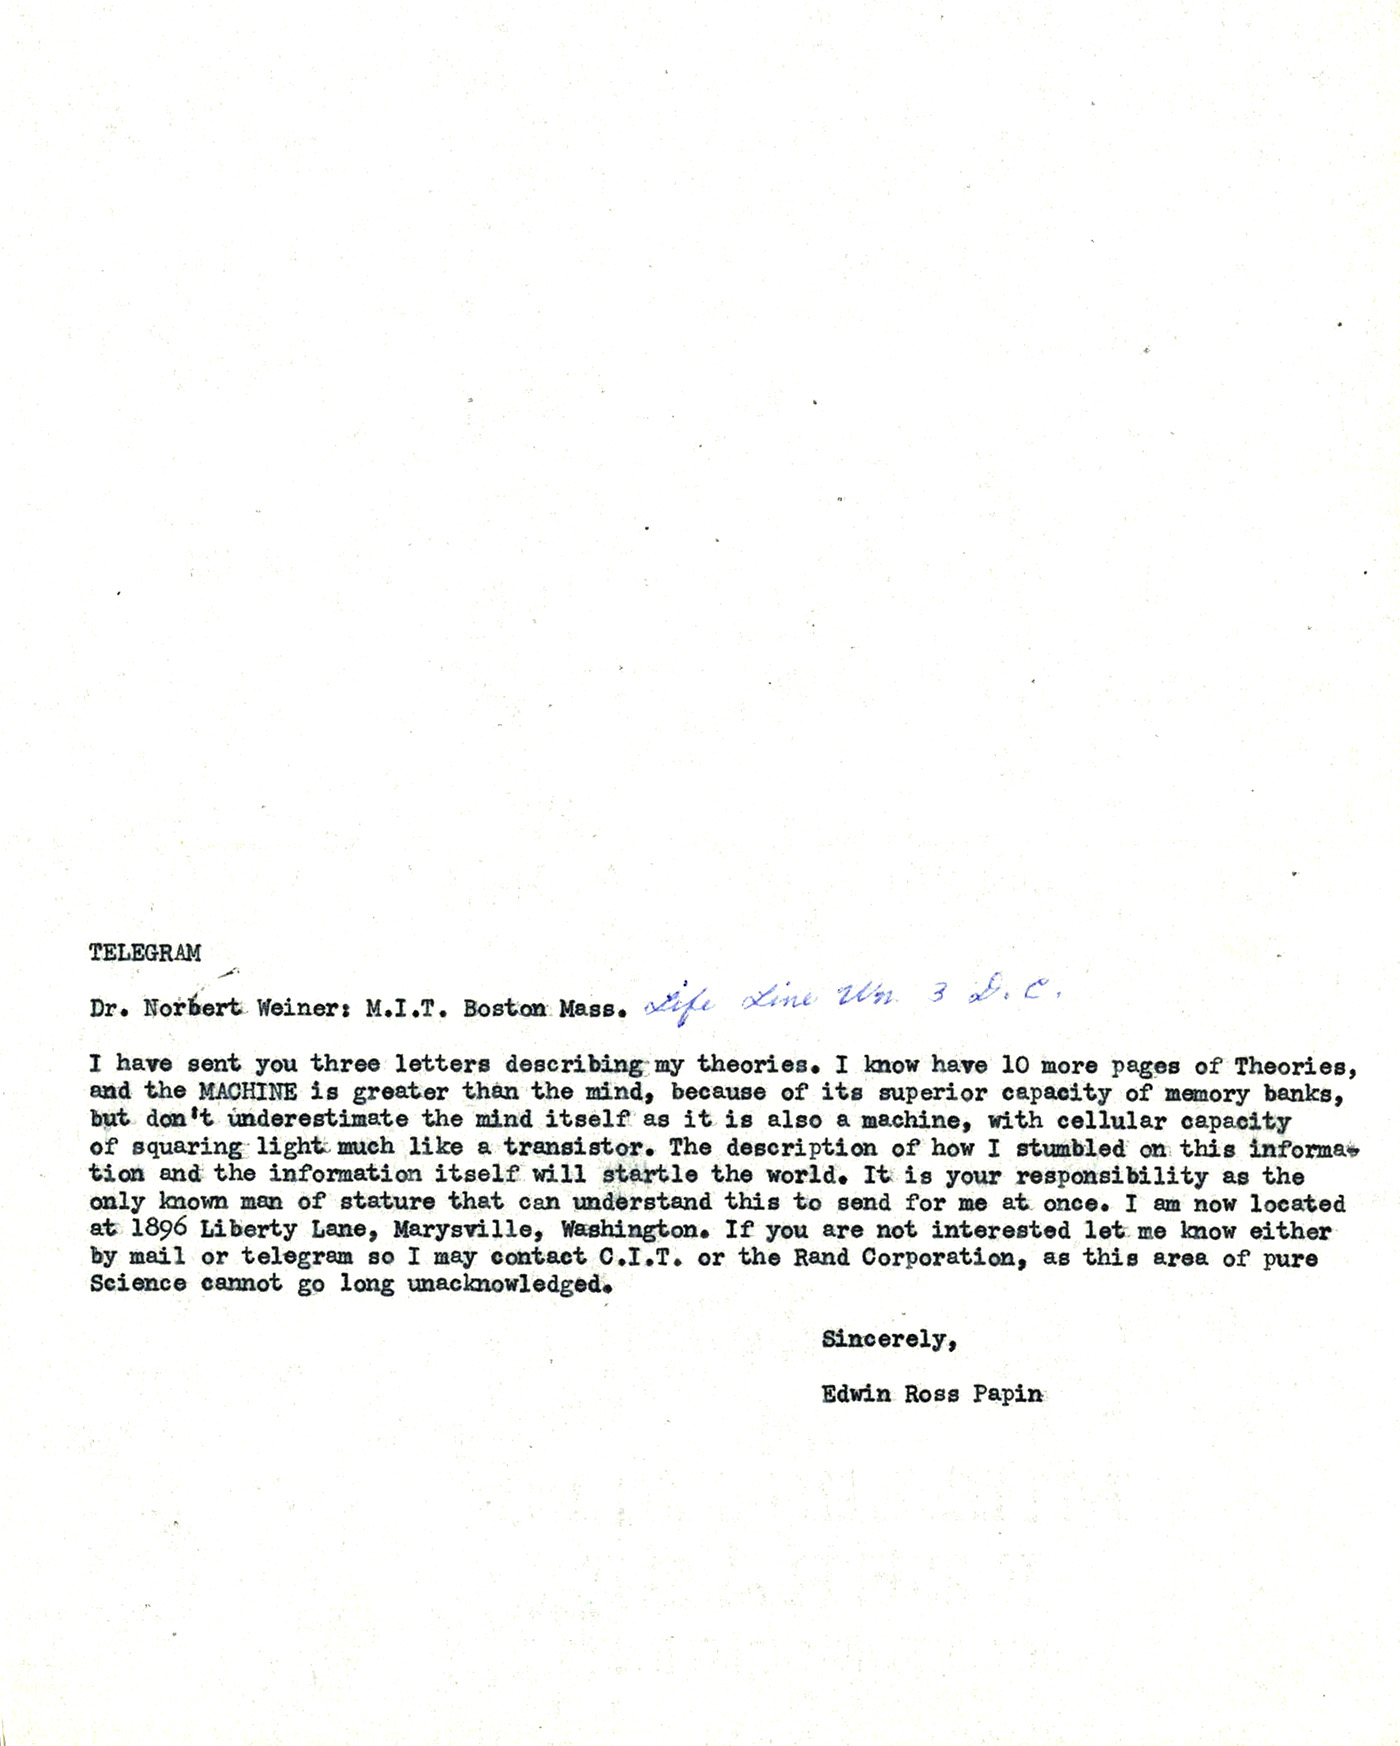 TELEGRAM
Dr. Norbert Weiner: M.I.T. Boston Mass. Life Line Wn 3 D.C.
I have sent you three letters describing my theories. I know have 10 more pages of Theories,
and the MACHINE is greater than the mind, because of its superior capacity of memory banks,
but don't underestimate the mind itself as it is also a machine, with cellular capacity
of squaring light much like a transistor. The description of how I stumbled on this informa-
tion and the information itself will startle the world. It is your responsibility as the
only known man of stature that can understand this to send for me at once. I am now located
at 1896 Liberty Lane, Marysville, Washington. If you are not interested let me know either
by mail or telegram so I may contact C.I.T. or the Rand Corporation, as this area of pure
Science cannot go long unacknowledged.
Sincerely,
Edwin Ross Papin